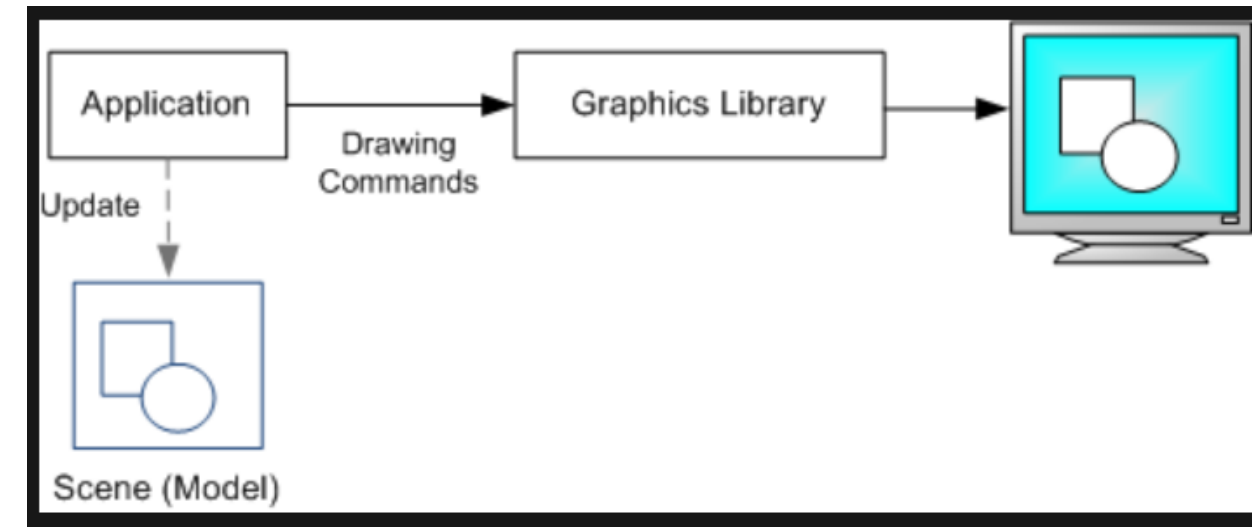 Application
Graphics Library
Drawing
Commands
Update
Scene (Model)